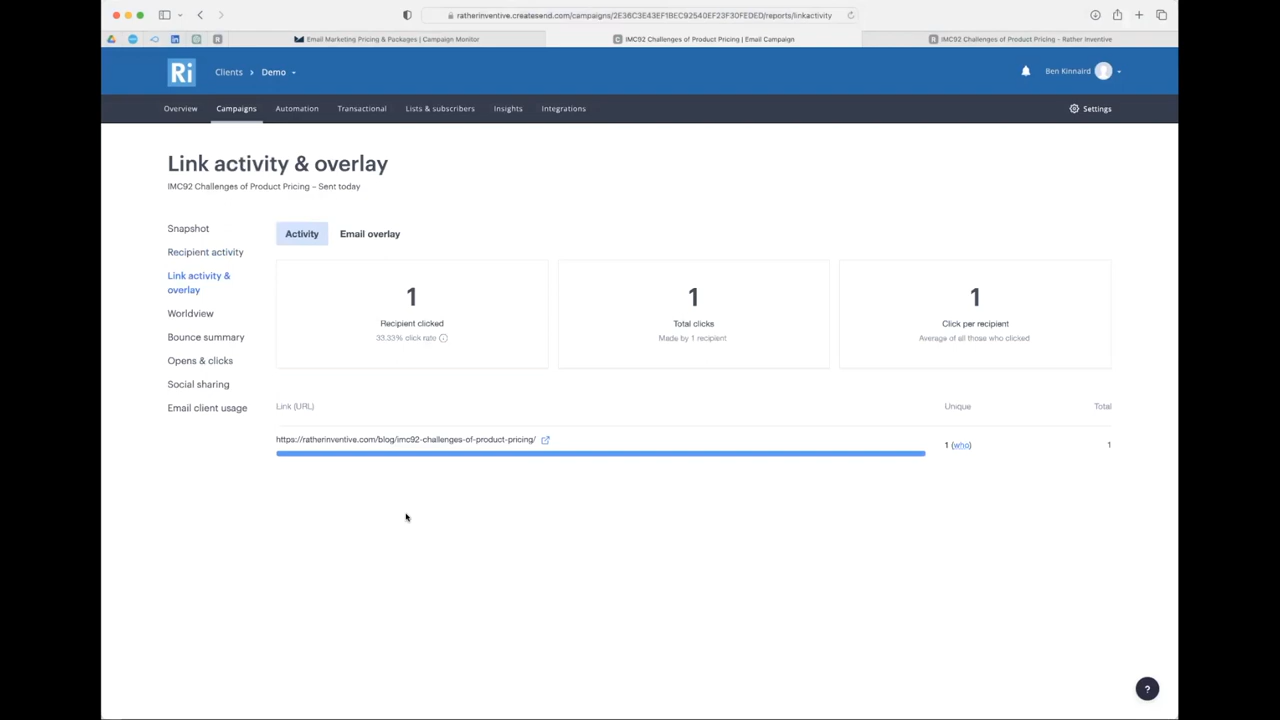 ratherinventive.createsend.com/campaigns/2E36C3E43EF1BEC92540EF23F30FEDED/reports/linkactivity
Email Marketing Pricing & Packages | Campaign Monitor
IMC92 Challenges of Product Pricing | Email Campaign
IMC92 Challenges of Product Pricing - Rather Inventive
Ri
Clients > Demo
Ben Kinnaird
Overview
Campaigns
Automation
Transactional
Lists & subscribers
Insights
Integrations
Settings
Link activity & overlay
IMC92 Challenges of Product Pricing – Sent today
Snapshot
Recipient activity
Link activity &
overlay
Worldview
Bounce summary
Opens & clicks
Social sharing
Email client usage
Activity
Email overlay
1
Recipient clicked
33.33% click rate
1
Total clicks
Made by 1 recipient
1
Click per recipient
Average of all those who clicked
Link (URL)
Unique
Total
https://ratherinventive.com/blog/imc92-challenges-of-product-pricing/
1 (who)
1
?